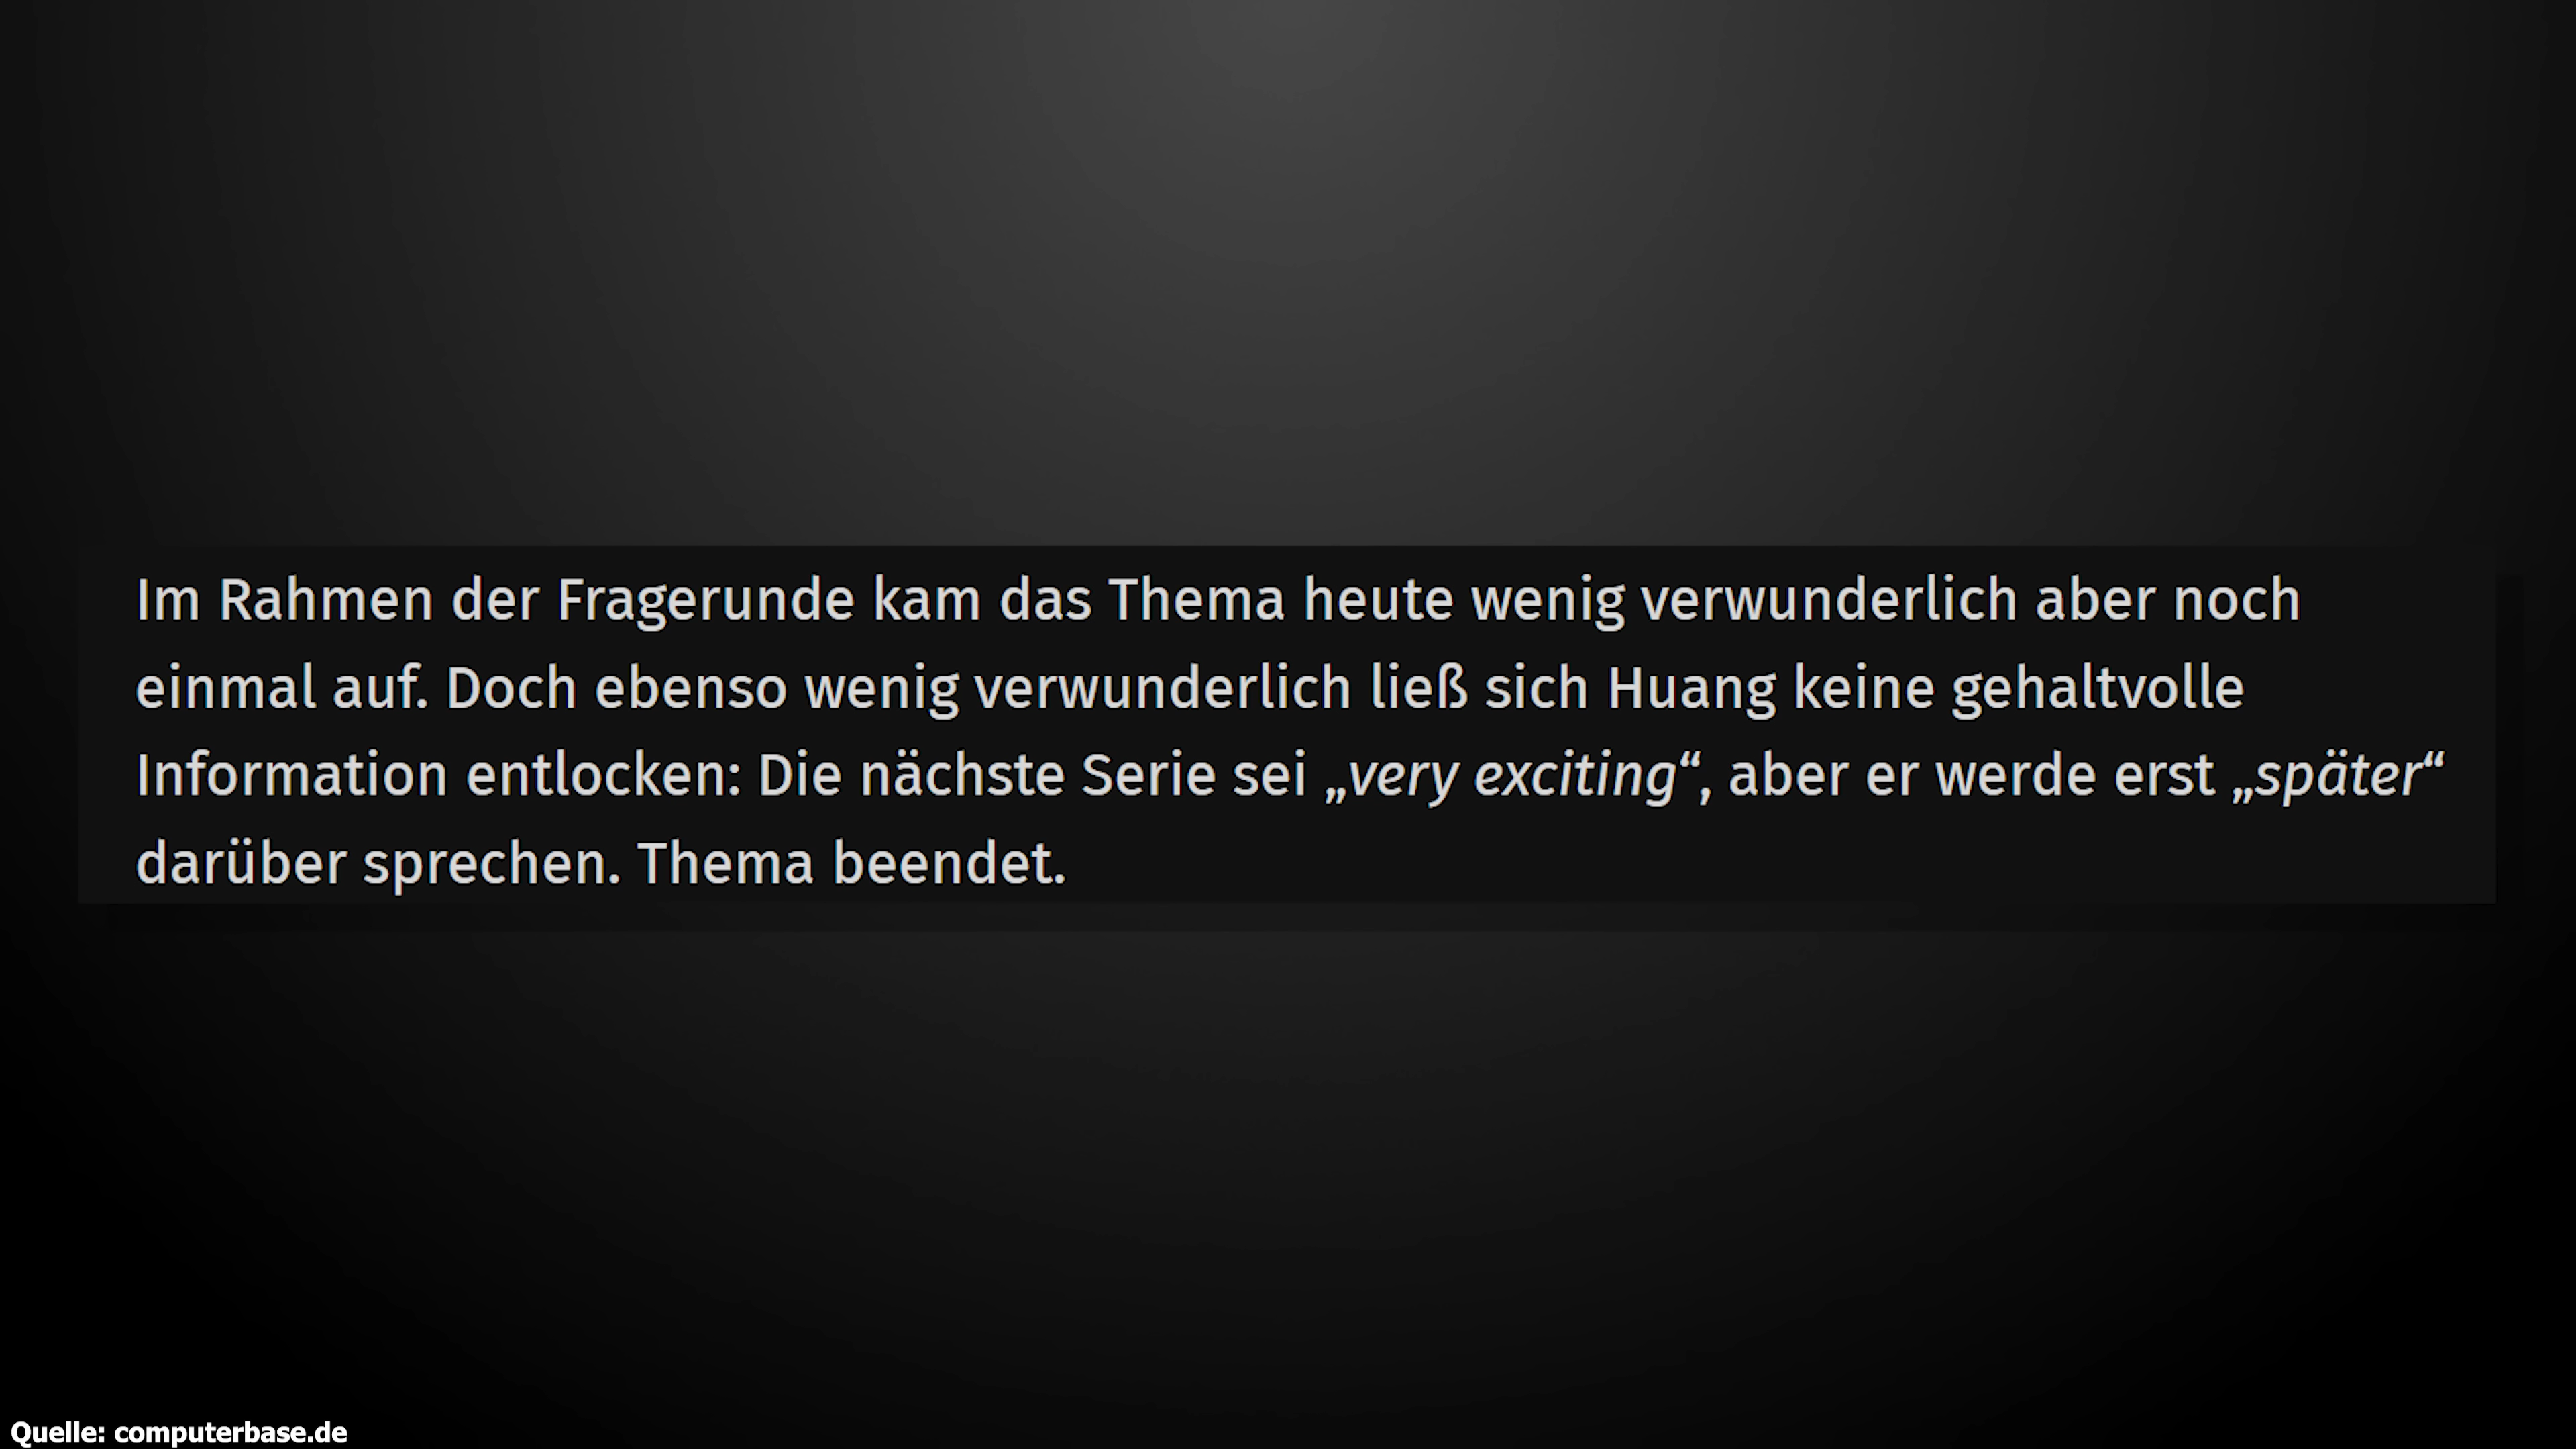 Im Rahmen der Fragerunde kam das Thema heute wenig verwunderlich aber noch
einmal auf. Doch ebenso wenig verwunderlich ließ sich Huang keine gehaltvolle
Information entlocken: Die nächste Serie sei „very exciting“, aber er werde erst „später“
darüber sprechen. Thema beendet.
Quelle: computerbase.de